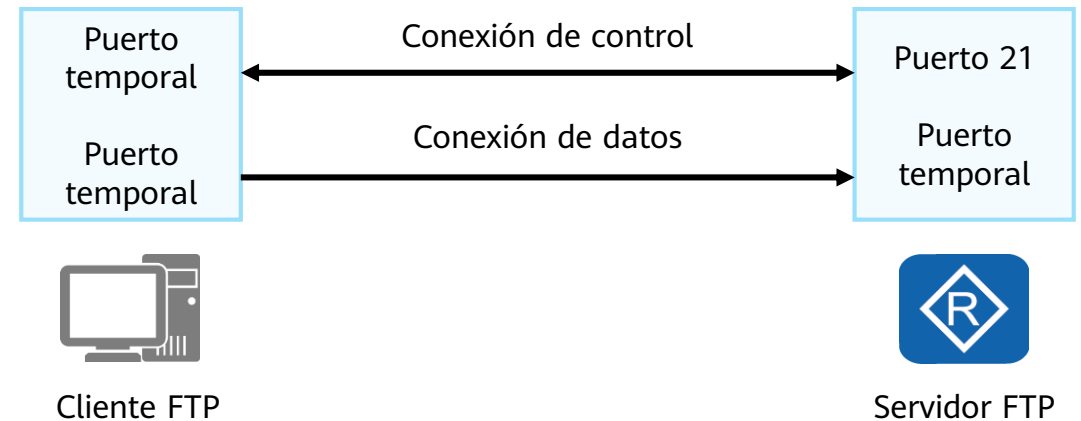 Puerto
temporal
Conexión de control
Puerto 21
Puerto
temporal
Conexión de datos
Puerto
temporal
R
Cliente FTP
Servidor FTP